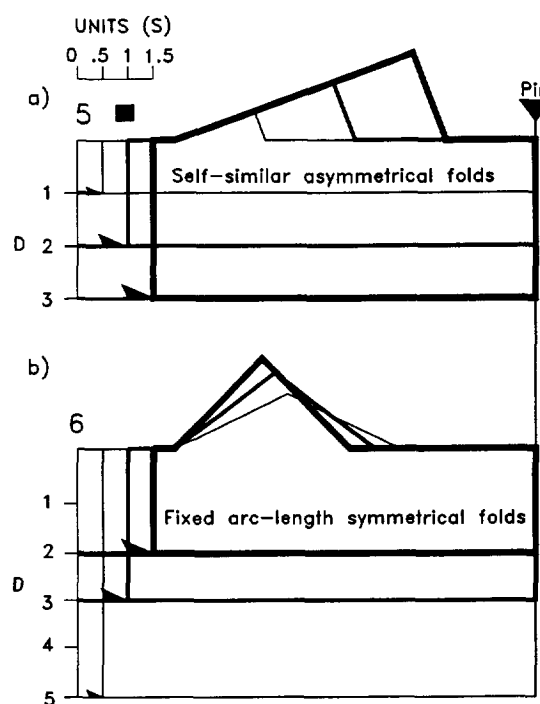 UNITS (S)
0 .5 1 1.5
a)
5
Pin
Self-similar asymmetrical folds
1
D 2
3
b)
6
1
Fixed arc-length symmetrical folds
2
D
3
4
5